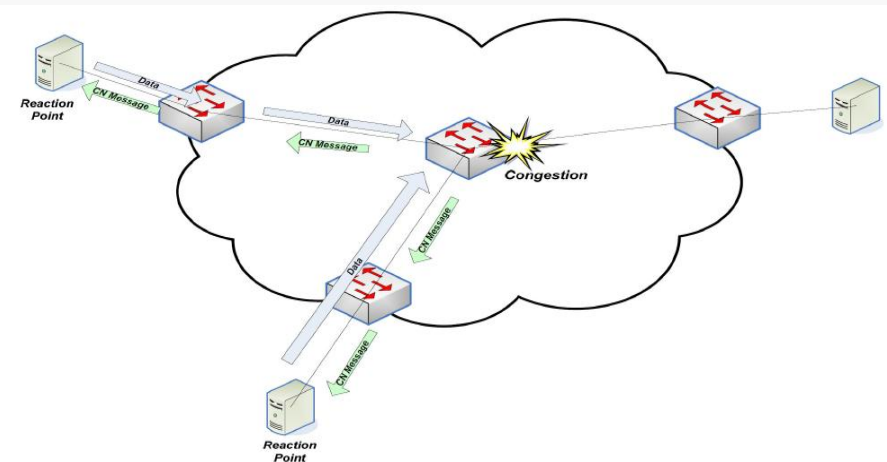 Data
CN Message
Reaction
Point
Data
CN Message
Congestion
CN Message
Data
CN Message
Reaction
Point